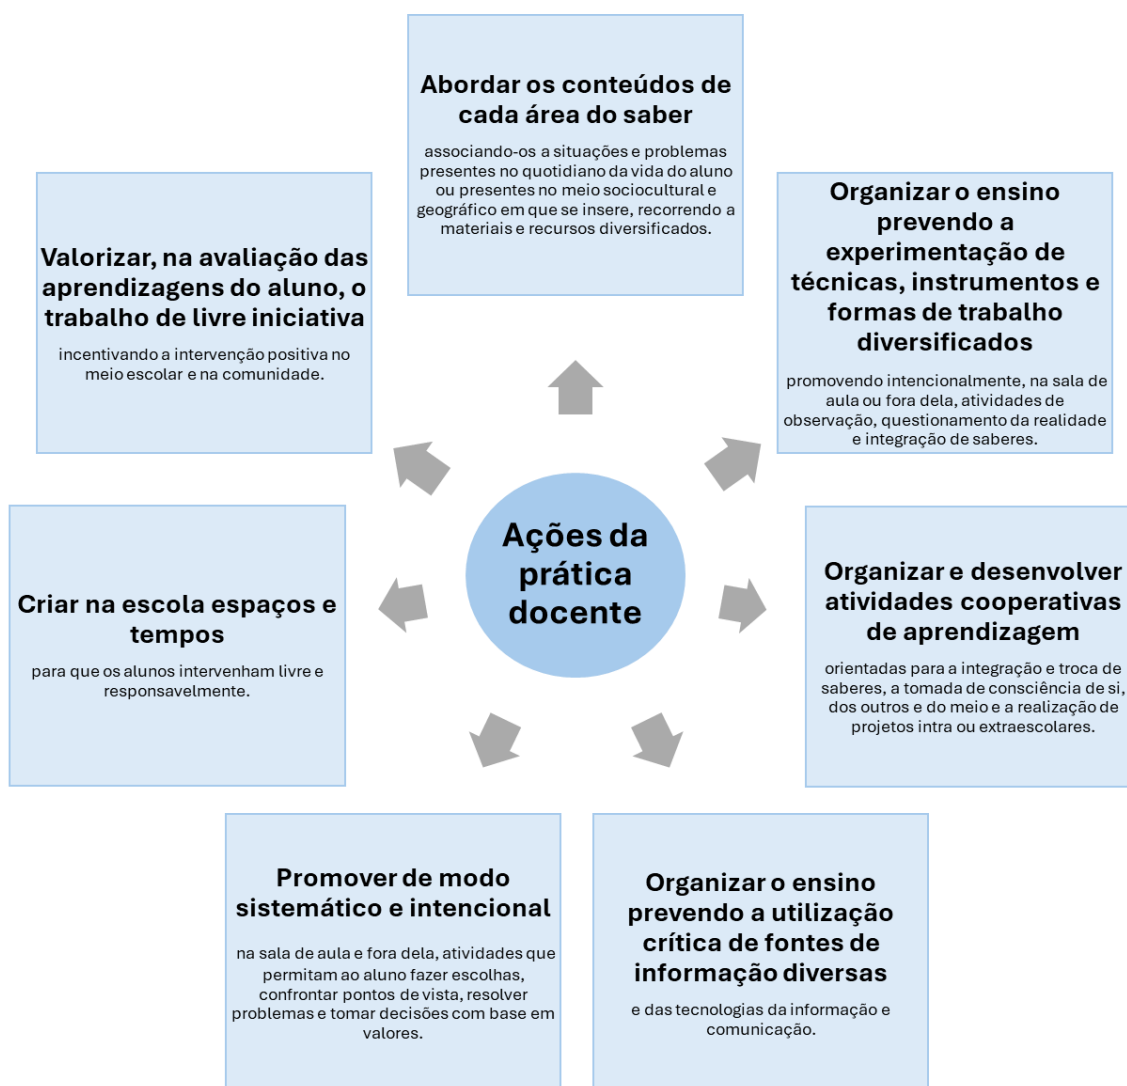 Abordar os conteúdos de
cada área do saber
associando-os a situações e problemas
presentes no quotidiano da vida do aluno
ou presentes no meio sociocultural e
geográfico em que se insere, recorrendo a
materiais e recursos diversificados.
Organizar o ensino
prevendo a
experimentação de
técnicas, instrumentos e
formas de trabalho
diversificados
promovendo intencionalmente, na sala de
aula ou fora dela, atividades de
observação, questionamento da realidade
e integração de saberes.
Organizar e desenvolver
atividades cooperativas
de aprendizagem
orientadas para a integração e troca de
saberes, a tomada de consciência de si,
dos outros e do meio e a realização de
projetos intra ou extraescolares.
Organizar o ensino
prevendo a utilização
crítica de fontes de
informação diversas
e das tecnologias da informação e
comunicação.
Promover de modo
sistemático e intencional
na sala de aula e fora dela, atividades que
permitam ao aluno fazer escolhas,
confrontar pontos de vista, resolver
problemas e tomar decisões com base em
valores.
Criar na escola espaços e
tempos
para que os alunos intervenham livre e
responsavelmente.
Valorizar, na avaliação das
aprendizagens do aluno, o
trabalho de livre iniciativa
incentivando a intervenção positiva no
meio escolar e na comunidade.
Ações da
prática
docente